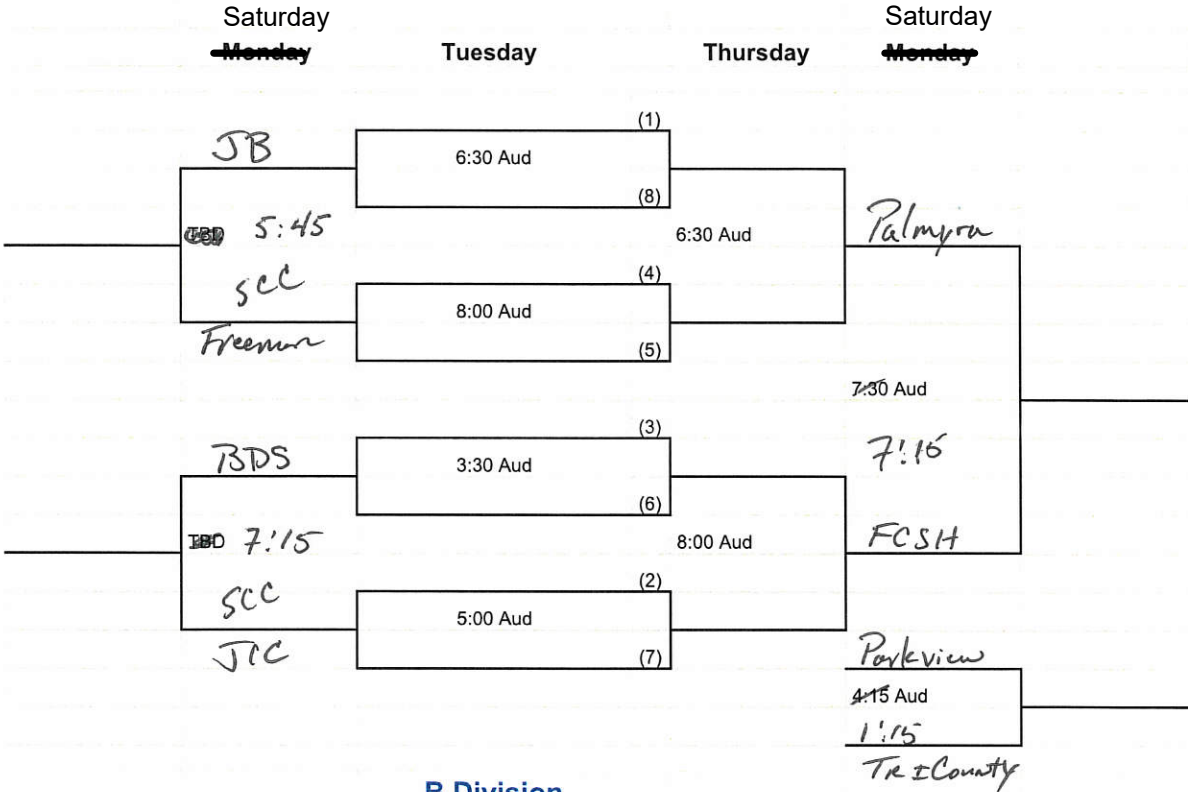 Saturday
Saturday
Monday
Tuesday
Thursday
Monday
(1)
JB
6:30 Aud
(8)
TBD 5:45
6:30 Aud
Palmyra
SCC
(4)
8:00 Aud
Freeman
(5)
7:30 Aud
(3)
BDS
3:30 Aud
7:15
(6)
TBD 7:15
8:00 Aud
FCSH
SCC
(2)
5:00 Aud
JCC
(7)
Parkview
4:15 Aud
1:15
TRICounty
B Division